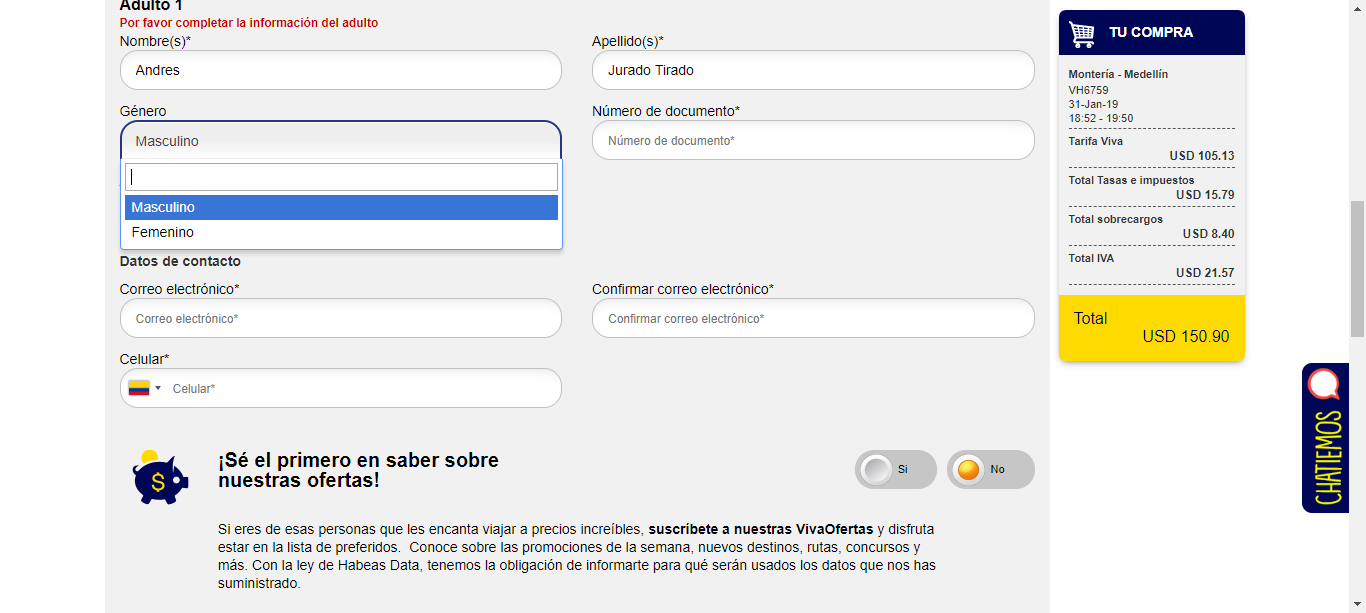 Adulto 1
Por favor completar la información del adulto
Nombre(s)*
Apellido(s)*
Andres
Jurado Tirado
Género
Número de documento*
Masculino
Número de documento*
Masculino
Femenino
Datos de contacto
Correo electrónico*
Confirmar correo electrónico*
Correo electrónico*
Confirmar correo electrónico*
Celular*
Celular*
¡Sé el primero en saber sobre
nuestras ofertas!
Si
No
Si eres de esas personas que les encanta viajar a precios increíbles, suscríbete a nuestras VivaOfertas y disfruta
estar en la lista de preferidos. Conoce sobre las promociones de la semana, nuevos destinos, rutas, concursos y
más. Con la ley de Habeas Data, tenemos la obligación de informarte para qué serán usados los datos que nos has
suministrado.
TU COMPRA
Montería - Medellín
VH6759
31-Jan-19
18:52 - 19:50
Tarifa Viva
USD 105.13
Total Tasas e impuestos
USD 15.79
Total sobrecargos
USD 8.40
Total IVA
USD 21.57
Total
USD 150.90
CHATIEMOS
$